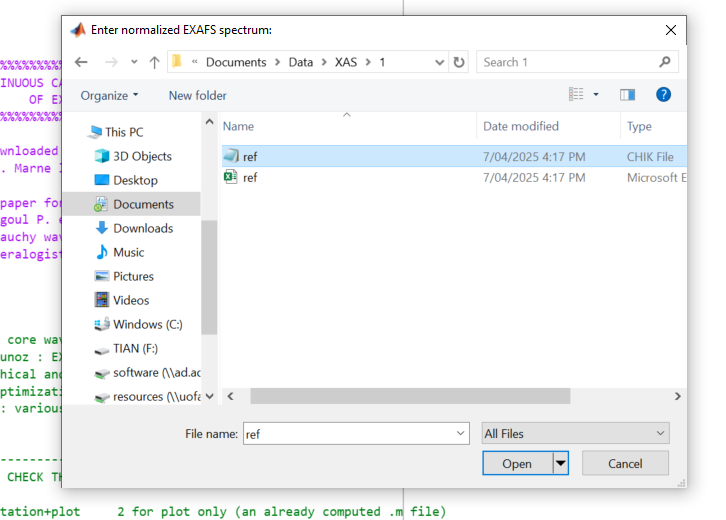 Enter normalized EXAFS spectrum:
« Documents > Data > XAS > 1
Search 1
Organize
New folder
This PC
3D Objects
Desktop
Documents
Downloads
Music
Pictures
Videos
Windows (C:)
TIAN (F:)
software (\\ad.ac
resources (\\uofa
Name
Date modified
Type
ref
7/04/2025 4:17 PM
CHIK File
ref
7/04/2025 4:17 PM
Microsoft E
File name:
ref
All Files
Open
Cancel
%%%%%%%%%
INUOUS CA
OF EX
%%%%%%%%%
wnloaded
. Marne l
paper for
goul P. e
auchy wav
eralogist
core wav
unoz : EX
hical and
ptimizati
: various
----------
CHECK TH
tation+plot 2 for plot only (an already computed .m file)